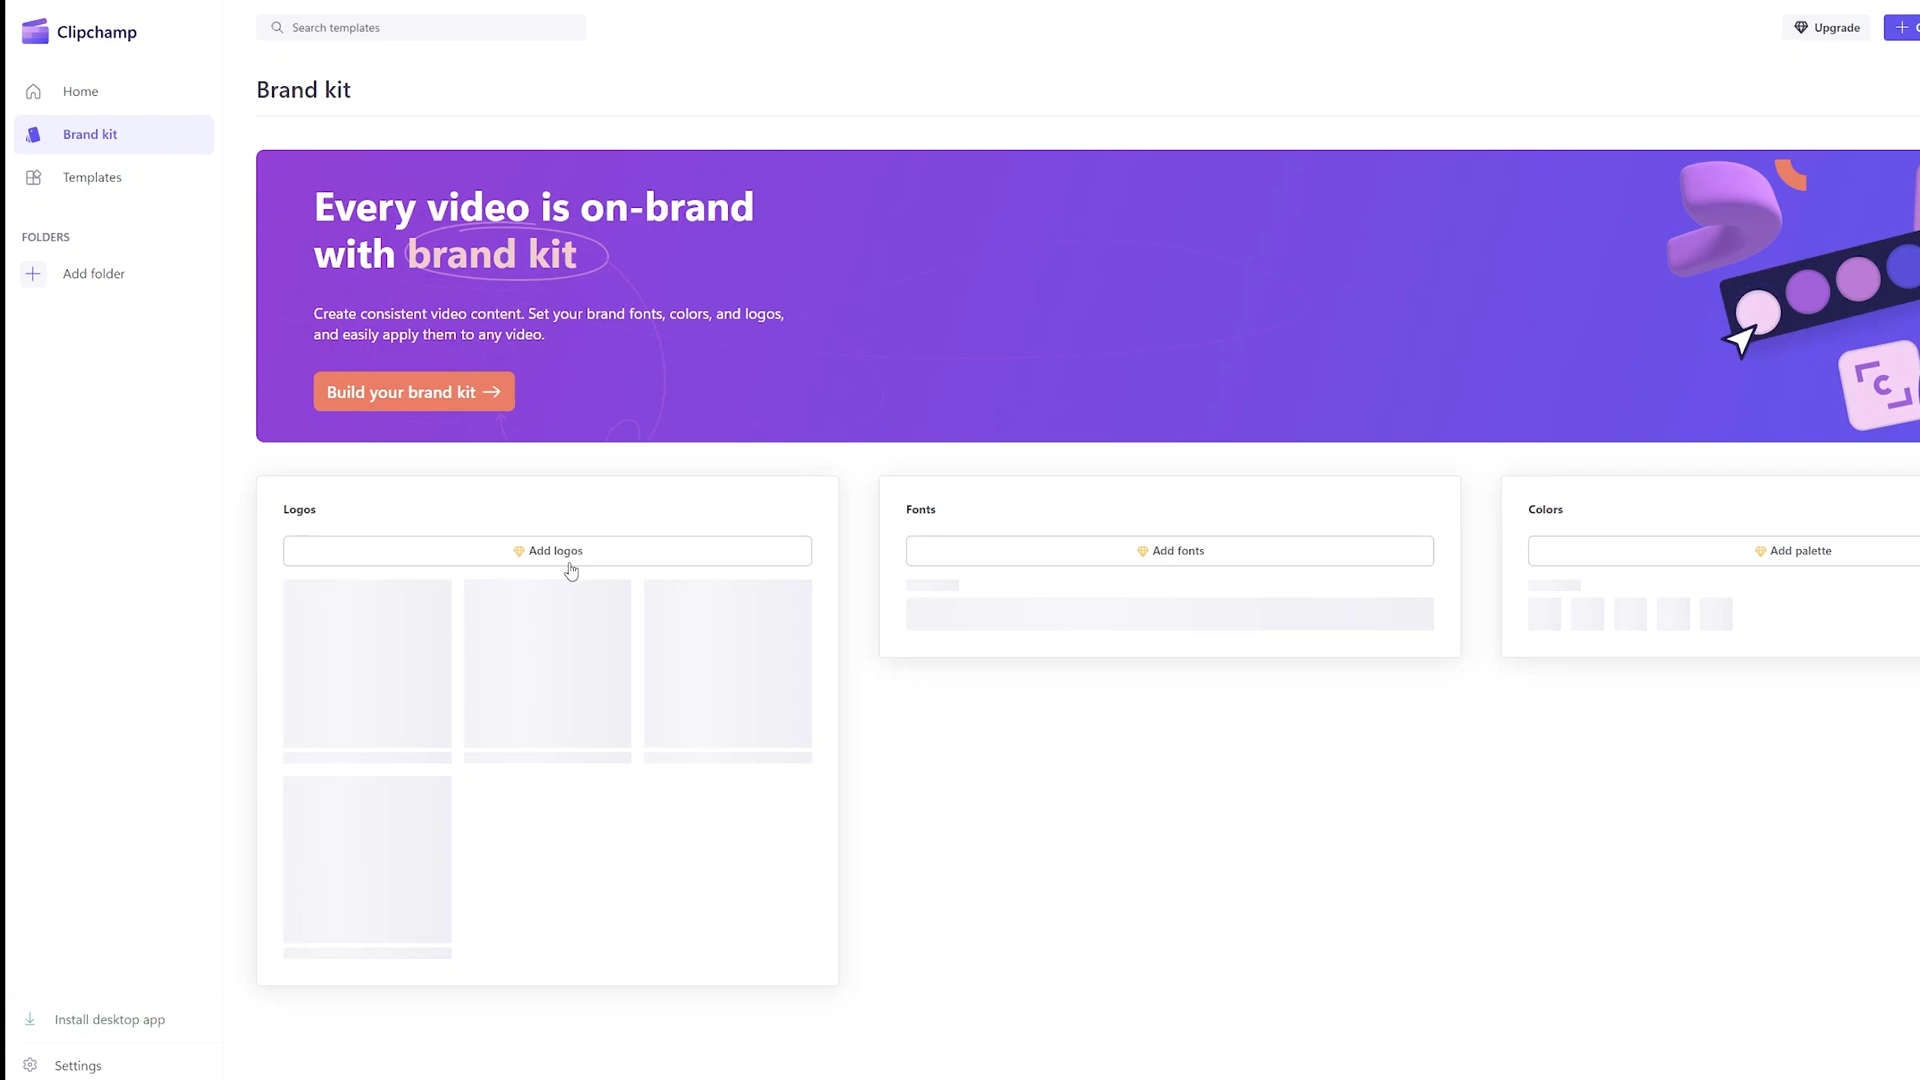 Clipchamp
Search templates
Upgrade
Home
Brand kit
Templates
FOLDERS
Add folder
Install desktop app
Settings
Brand kit
Every video is on-brand
with brand kit
Create consistent video content. Set your brand fonts, colors, and logos,
and easily apply them to any video.
Build your brand kit →
Logos
Add logos
Fonts
Add fonts
Colors
Add palette